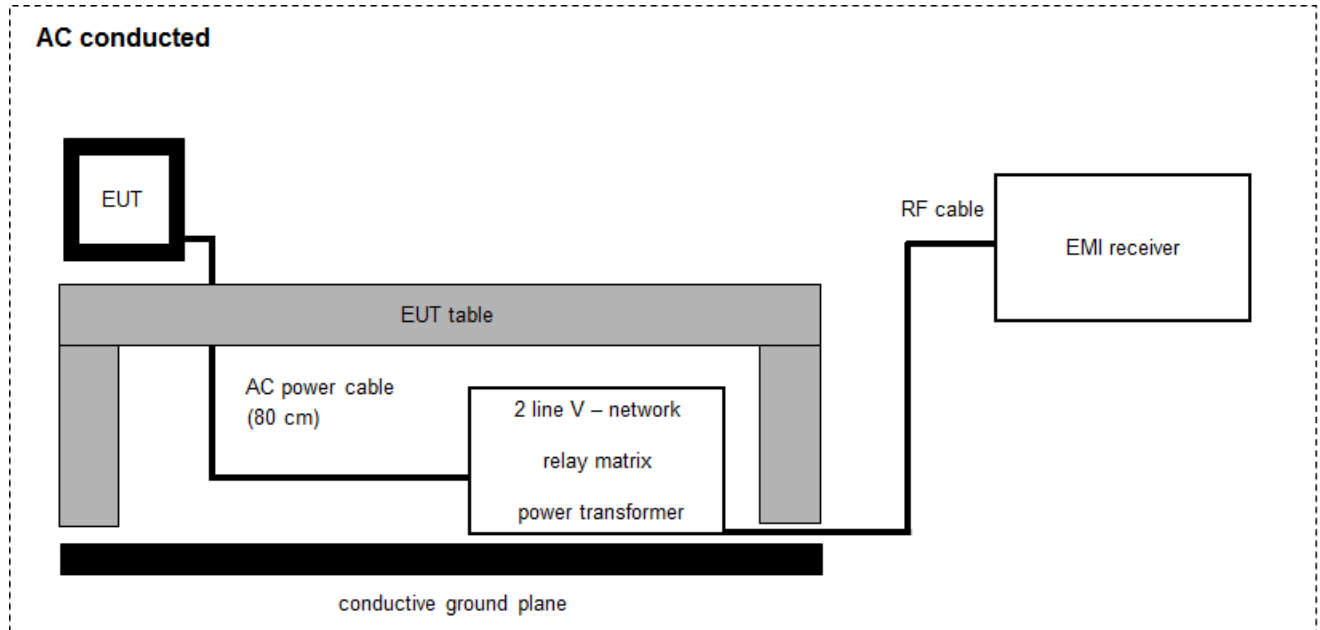 AC conducted
EUT
RF cable
EMI receiver
EUT table
AC power cable
(80 cm)
2 line V – network
relay matrix
power transformer
conductive ground plane